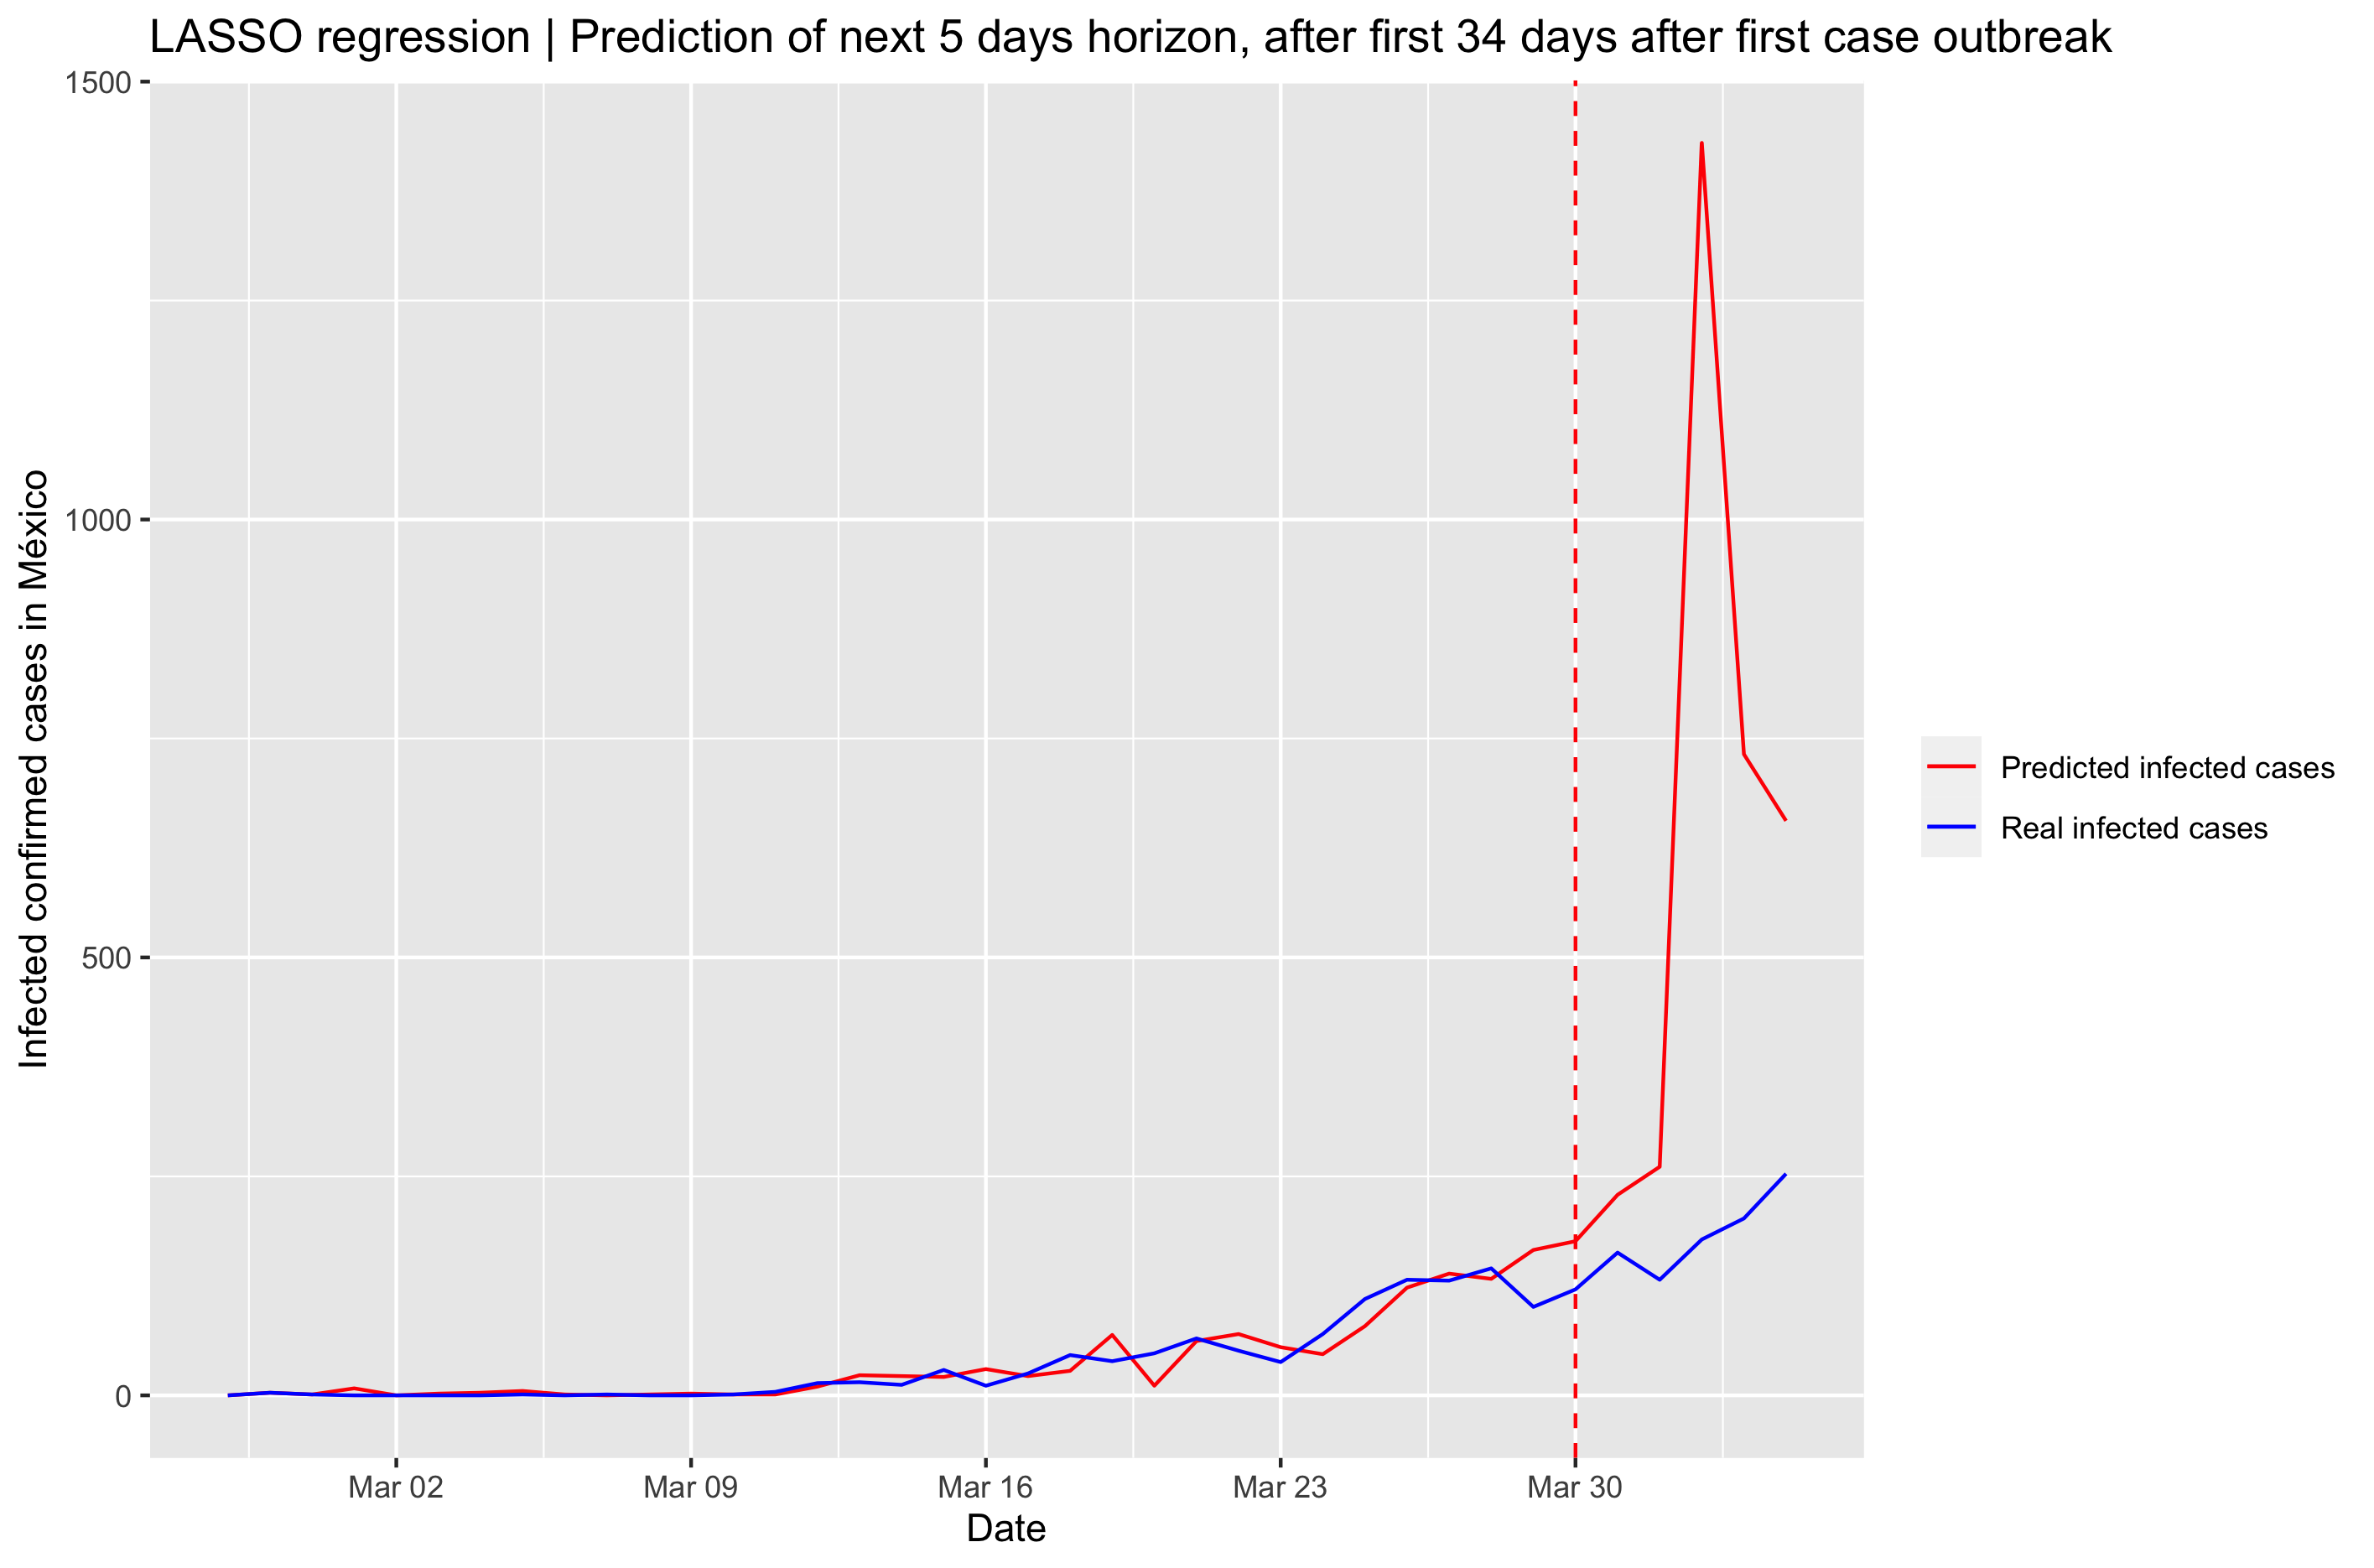 LASSO regression | Prediction of next 5 days horizon, after first 34 days after first case outbreak
Infected confirmed cases in México
1500
1000
500
0
Mar 02
Mar 09
Mar 16
Mar 23
Mar 30
Date
Predicted infected cases
Real infected cases